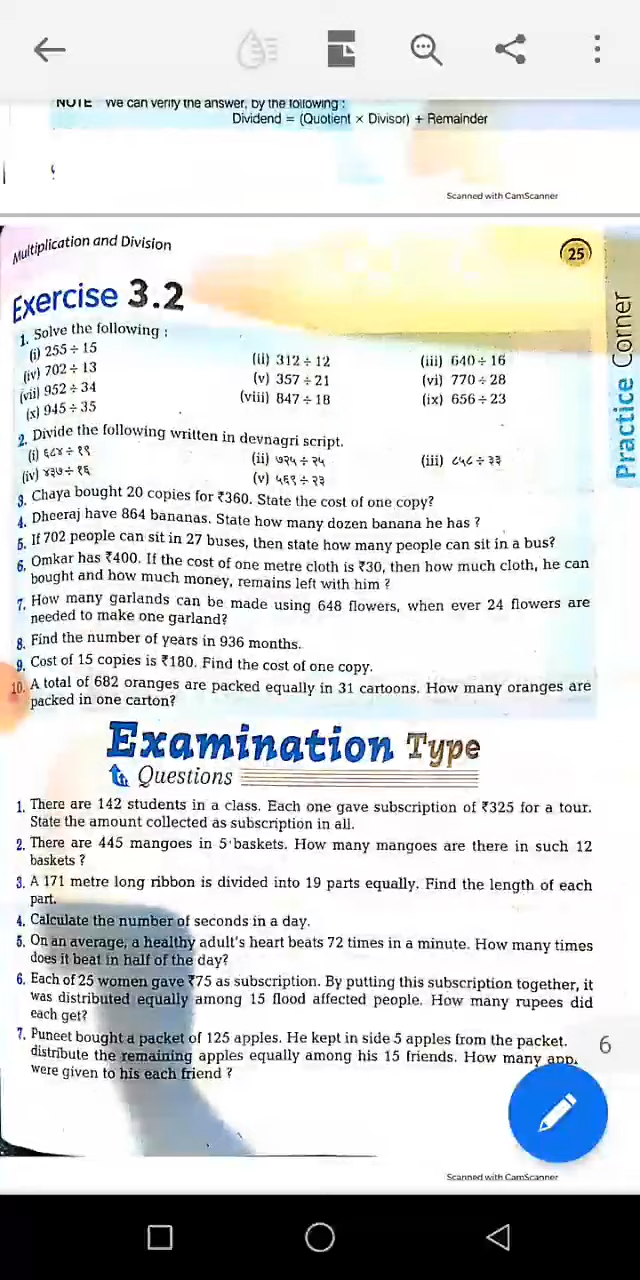 NOTE We can verify the answer, by the following :
Dividend = (Quotient × Divisor) + Remainder
Scanned with CamScanner
Multiplication and Division
25
Practice Corner
Exercise 3.2
1. Solve the following :
(i) 255 ÷ 15 (ii) 312 ÷ 12 (iii) 640 ÷ 16
(iv) 702 ÷ 13 (v) 357 ÷ 21 (vi) 770 ÷ 28
(vii) 952 ÷ 34 (viii) 847 ÷ 18 (ix) 656 ÷ 23
(x) 945 ÷ 35
2. Divide the following written in devnagri script.
(i) ६८४ ÷ १९ (ii) ७२५ ÷ २५ (iii) ८५८ ÷ ३३
(iv) ४३७ ÷ १६ (v) ५६९ ÷ २३
3. Chaya bought 20 copies for ₹360. State the cost of one copy?
4. Dheeraj have 864 bananas. State how many dozen banana he has ?
5. If 702 people can sit in 27 buses, then state how many people can sit in a bus?
6. Omkar has ₹400. If the cost of one metre cloth is ₹30, then how much cloth, he can
bought and how much money, remains left with him ?
7. How many garlands can be made using 648 flowers, when ever 24 flowers are
needed to make one garland?
8. Find the number of years in 936 months.
9. Cost of 15 copies is ₹180. Find the cost of one copy.
10. A total of 682 oranges are packed equally in 31 cartoons. How many oranges are
packed in one carton?
Examination Type
Questions
1. There are 142 students in a class. Each one gave subscription of ₹325 for a tour.
State the amount collected as subscription in all.
2. There are 445 mangoes in 5 baskets. How many mangoes are there in such 12
baskets ?
3. A 171 metre long ribbon is divided into 19 parts equally. Find the length of each
part.
4. Calculate the number of seconds in a day.
5. On an average, a healthy adult's heart beats 72 times in a minute. How many times
does it beat in half of the day?
6. Each of 25 women gave ₹75 as subscription. By putting this subscription together, it
was distributed equally among 15 flood affected people. How many rupees did
each get?
7. Puneet bought a packet of 125 apples. He kept in side 5 apples from the packet.
distribute the remaining apples equally among his 15 friends. How many
were given to his each friend ?
6
Scanned with CamScanner